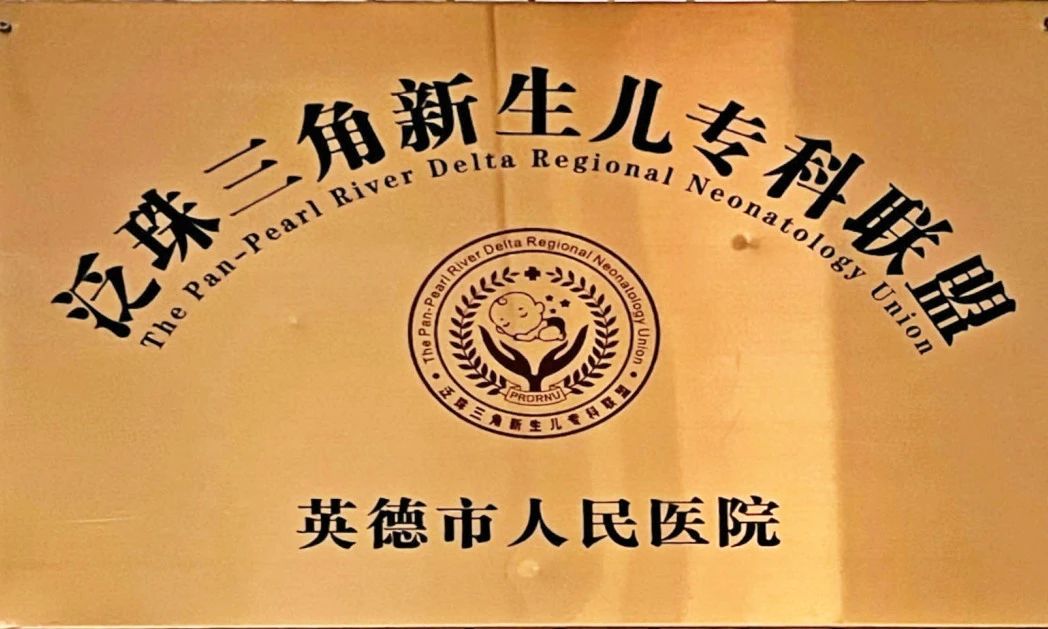 泛珠三角新生儿专科联盟
The Pan-Pearl River Delta Regional Neonatology Union
The Pan-Pearl River Delta Regional Neonatology Union
PRDRNU
泛珠三角新生儿专科联盟
英德市人民医院